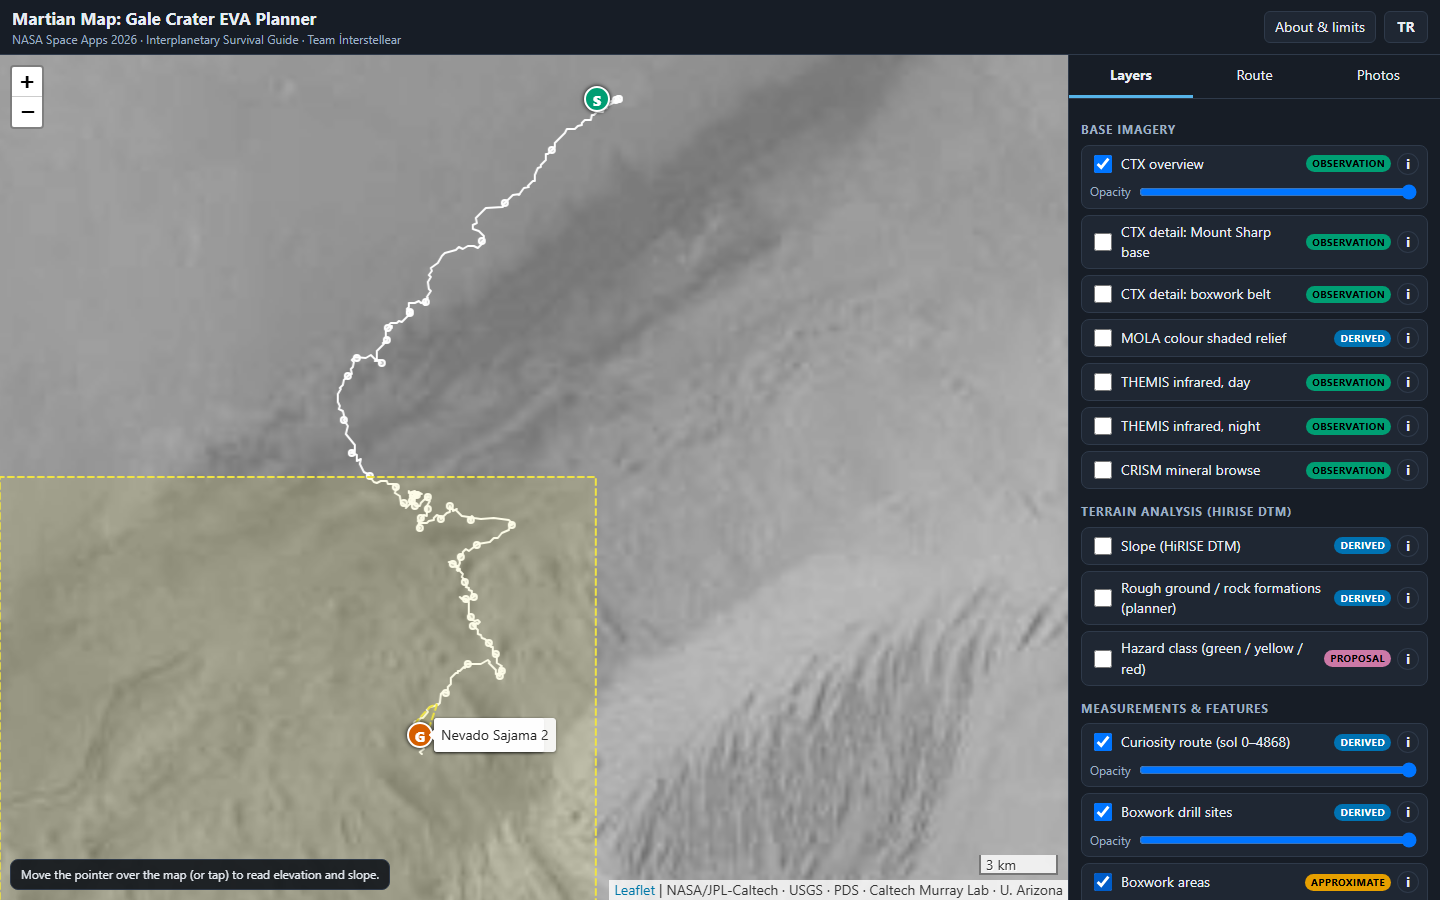 Martian Map: Gale Crater EVA Planner
NASA Space Apps 2026 · Interplanetary Survival Guide · Team İnterstellear
About & limits
TR
+
−
S
G
Nevado Sajama 2
Move the pointer over the map (or tap) to read elevation and slope.
3 km
Leaflet | NASA/JPL-Caltech · USGS · PDS · Caltech Murray Lab · U. Arizona
Layers
Route
Photos
BASE IMAGERY
CTX overview
OBSERVATION
i
Opacity
CTX detail: Mount Sharp
base
OBSERVATION
i
CTX detail: boxwork belt
OBSERVATION
i
MOLA colour shaded relief
DERIVED
i
THEMIS infrared, day
OBSERVATION
i
THEMIS infrared, night
OBSERVATION
i
CRISM mineral browse
OBSERVATION
i
TERRAIN ANALYSIS (HIRISE DTM)
Slope (HiRISE DTM)
DERIVED
i
Rough ground / rock formations
(planner)
DERIVED
i
Hazard class (green / yellow /
red)
PROPOSAL
i
MEASUREMENTS & FEATURES
Curiosity route (sol 0–4868)
DERIVED
i
Opacity
Boxwork drill sites
DERIVED
i
Opacity
Boxwork areas
APPROXIMATE
i